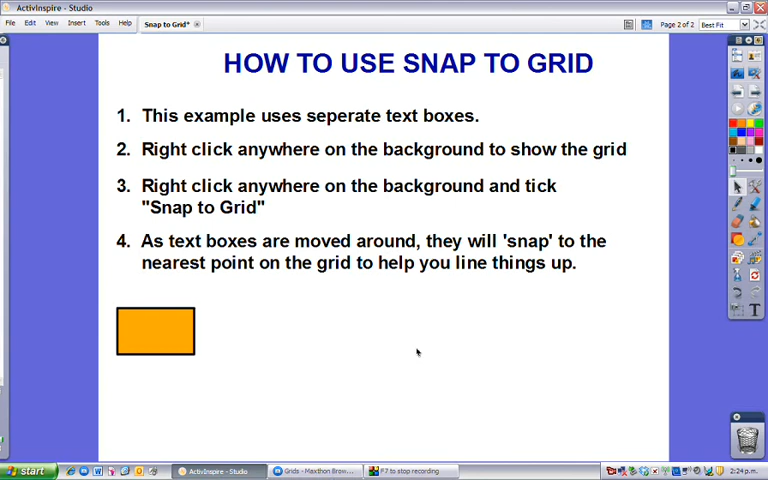 ActivInspire - Studio
File Edit View Insert Tools Help Snap to Grid* Page 2 of 2 Best Fit
HOW TO USE SNAP TO GRID
1. This example uses seperate text boxes.
2. Right click anywhere on the background to show the grid
3. Right click anywhere on the background and tick
"Snap to Grid"
4. As text boxes are moved around, they will 'snap' to the
nearest point on the grid to help you line things up.
start ActivInspire - Studio Grids - Maxthon Brow... F7 to stop recording 2:24 p.m.